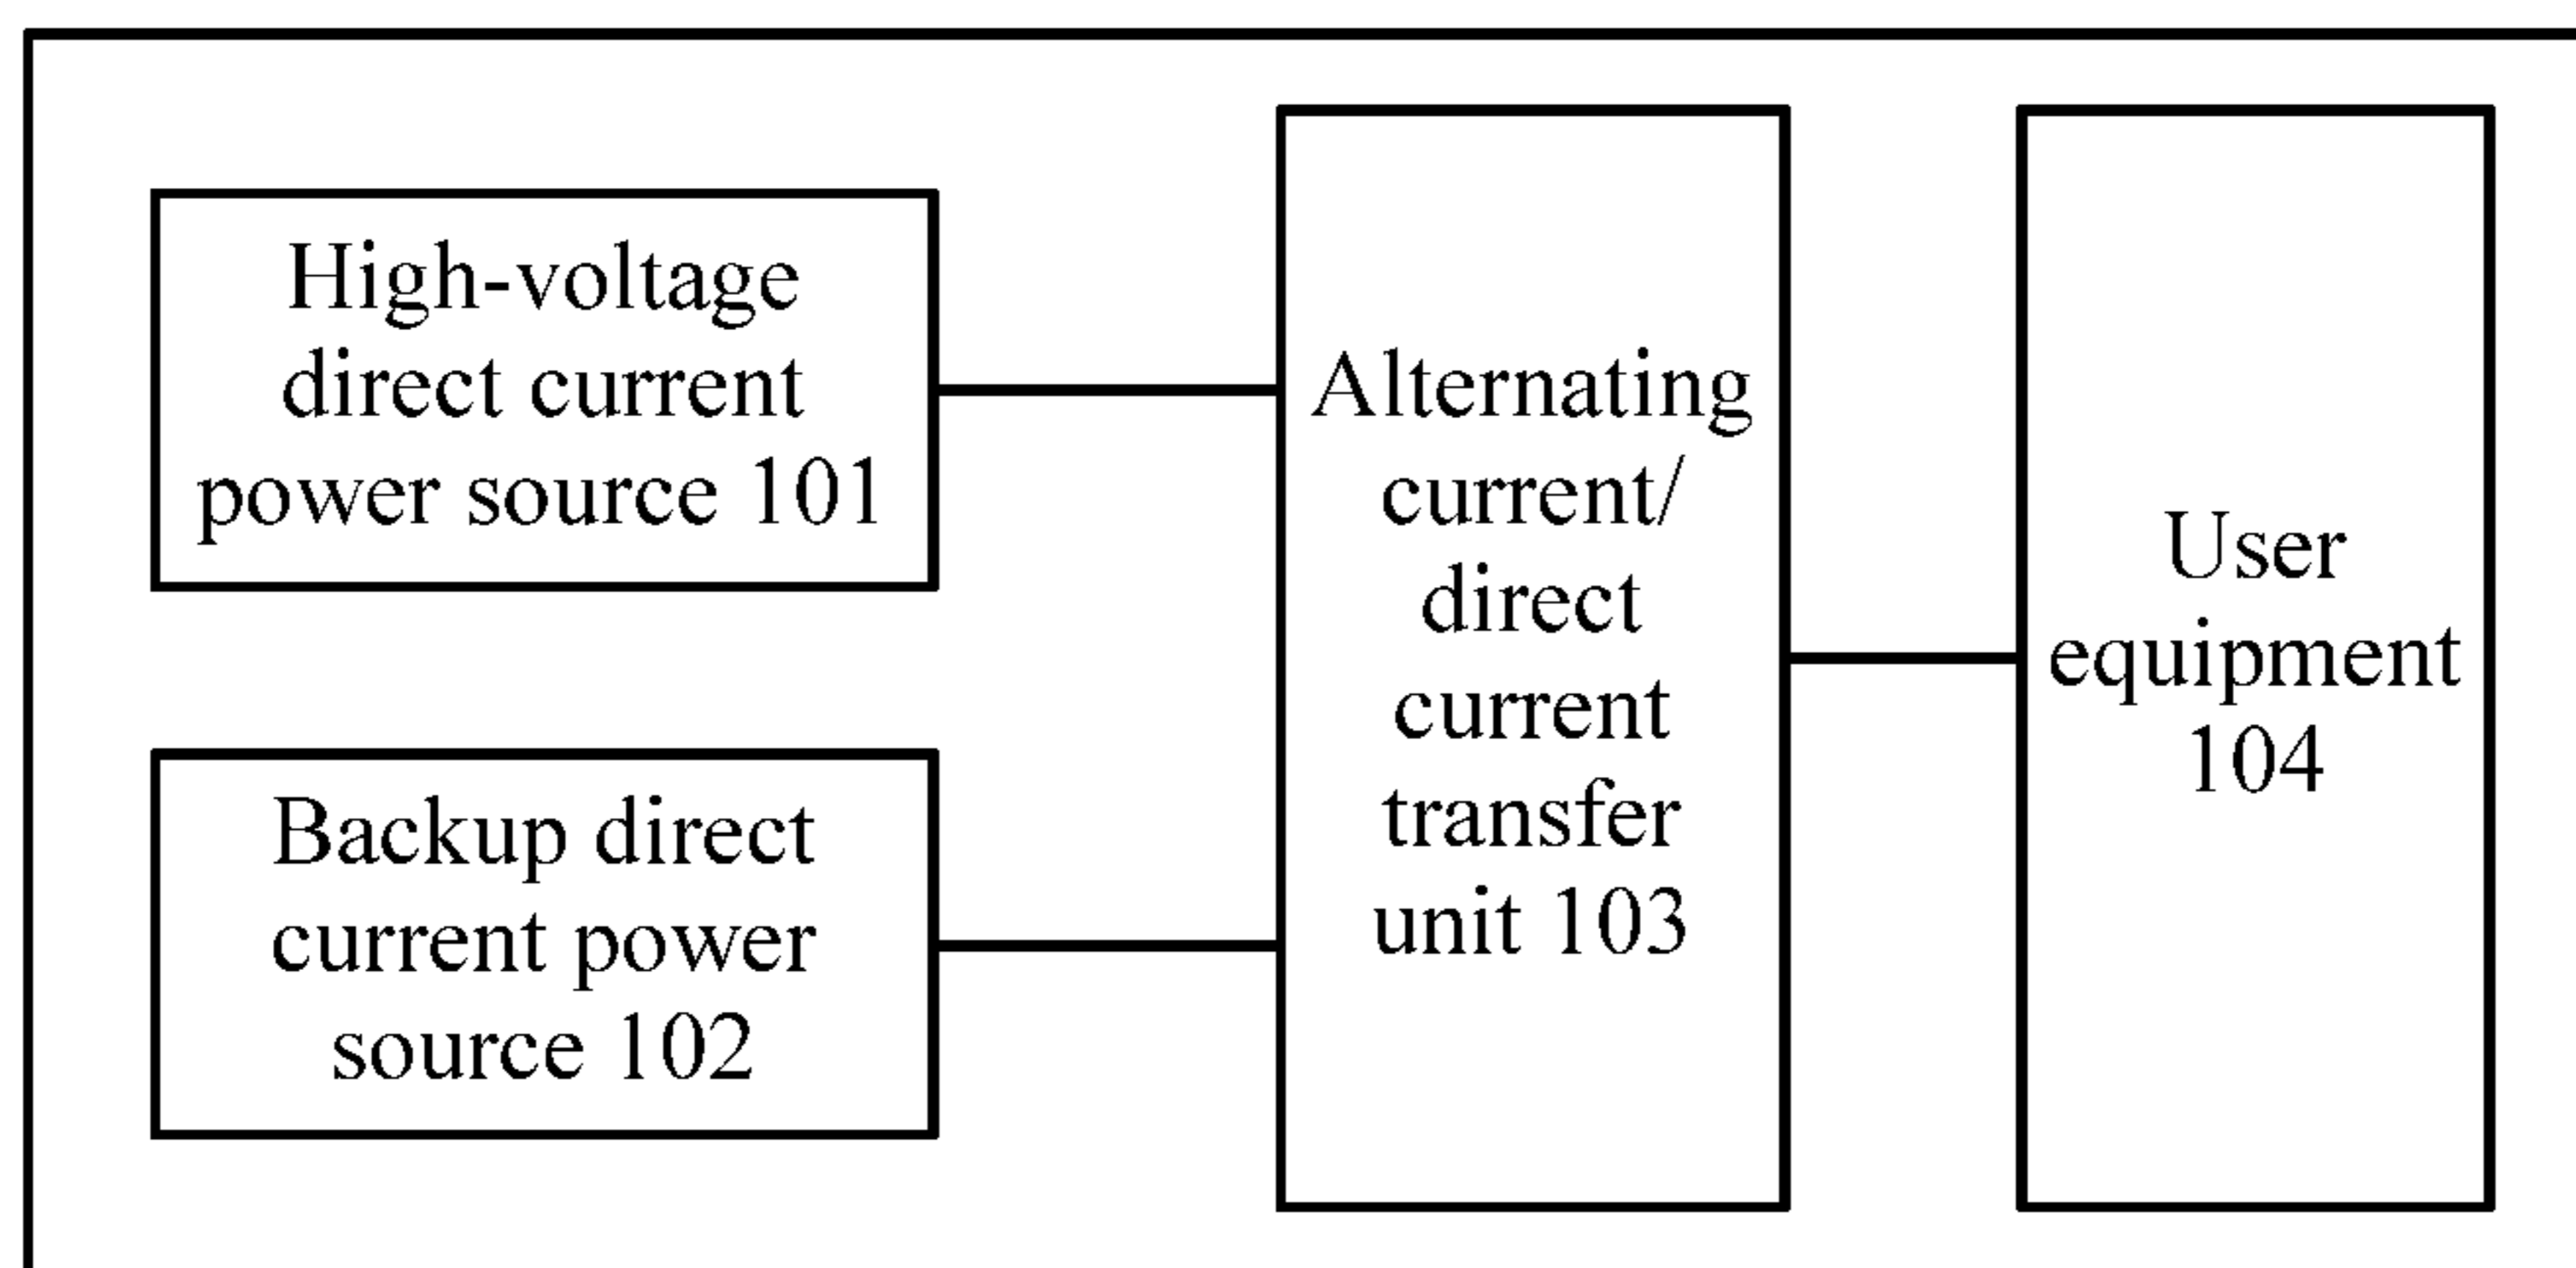 High-voltage
direct current
power source 101
Backup direct
current power
source 102
Alternating
current/
direct
current
transfer
unit 103
User
equipment
104